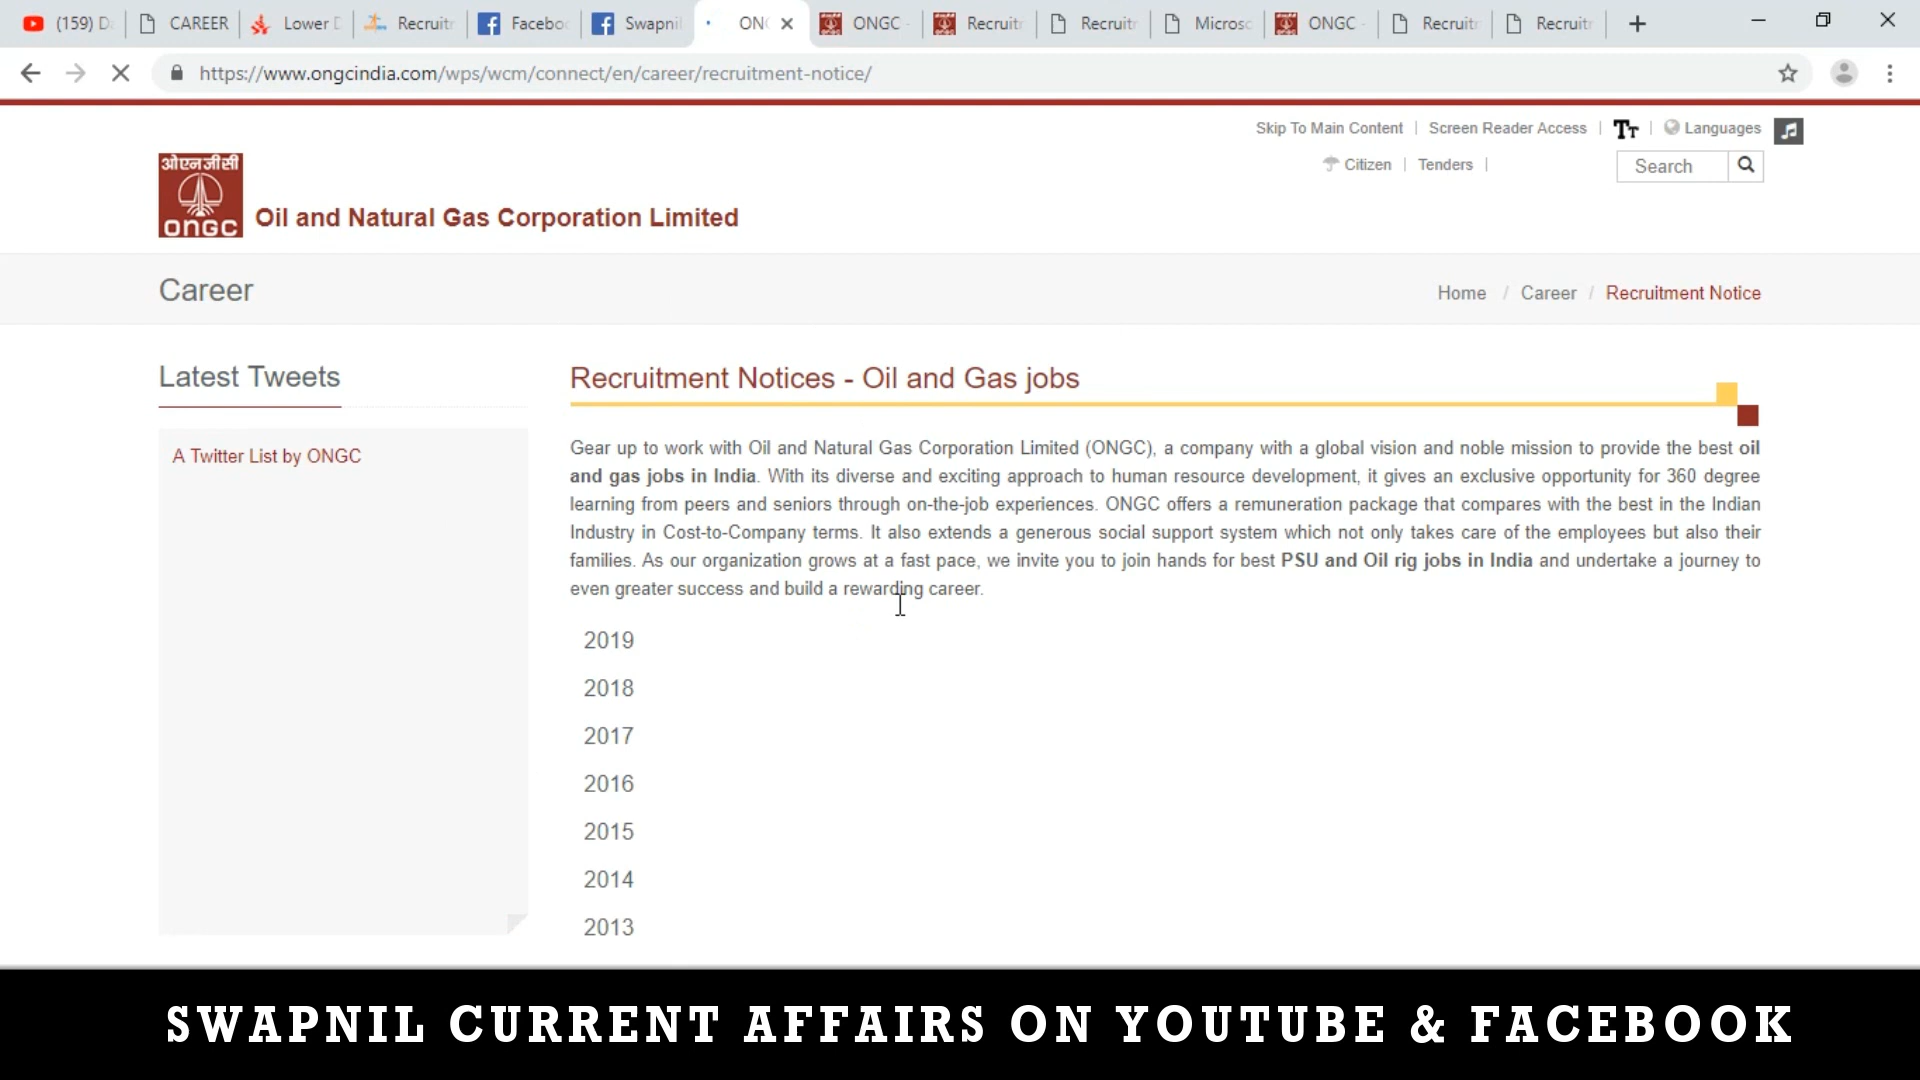 (159) D
CAREER
Lower D
Recruitm
Faceboo
Swapnil
ONG
ONGC -
Recruitm
Recruitm
Microso
ONGC -
Recruitm
Recruitm
https://www.ongcindia.com/wps/wcm/connect/en/career/recruitment-notice/
Skip To Main Content | Screen Reader Access | TT | Languages
Citizen | Tenders |
Search
ओएनजीसी
ONGC
Oil and Natural Gas Corporation Limited
Career
Home / Career / Recruitment Notice
Latest Tweets
A Twitter List by ONGC
Recruitment Notices - Oil and Gas jobs
Gear up to work with Oil and Natural Gas Corporation Limited (ONGC), a company with a global vision and noble mission to provide the best oil
and gas jobs in India. With its diverse and exciting approach to human resource development, it gives an exclusive opportunity for 360 degree
learning from peers and seniors through on-the-job experiences. ONGC offers a remuneration package that compares with the best in the Indian
Industry in Cost-to-Company terms. It also extends a generous social support system which not only takes care of the employees but also their
families. As our organization grows at a fast pace, we invite you to join hands for best PSU and Oil rig jobs in India and undertake a journey to
even greater success and build a rewarding career.
2019
2018
2017
2016
2015
2014
2013
SWAPNIL CURRENT AFFAIRS ON YOUTUBE & FACEBOOK